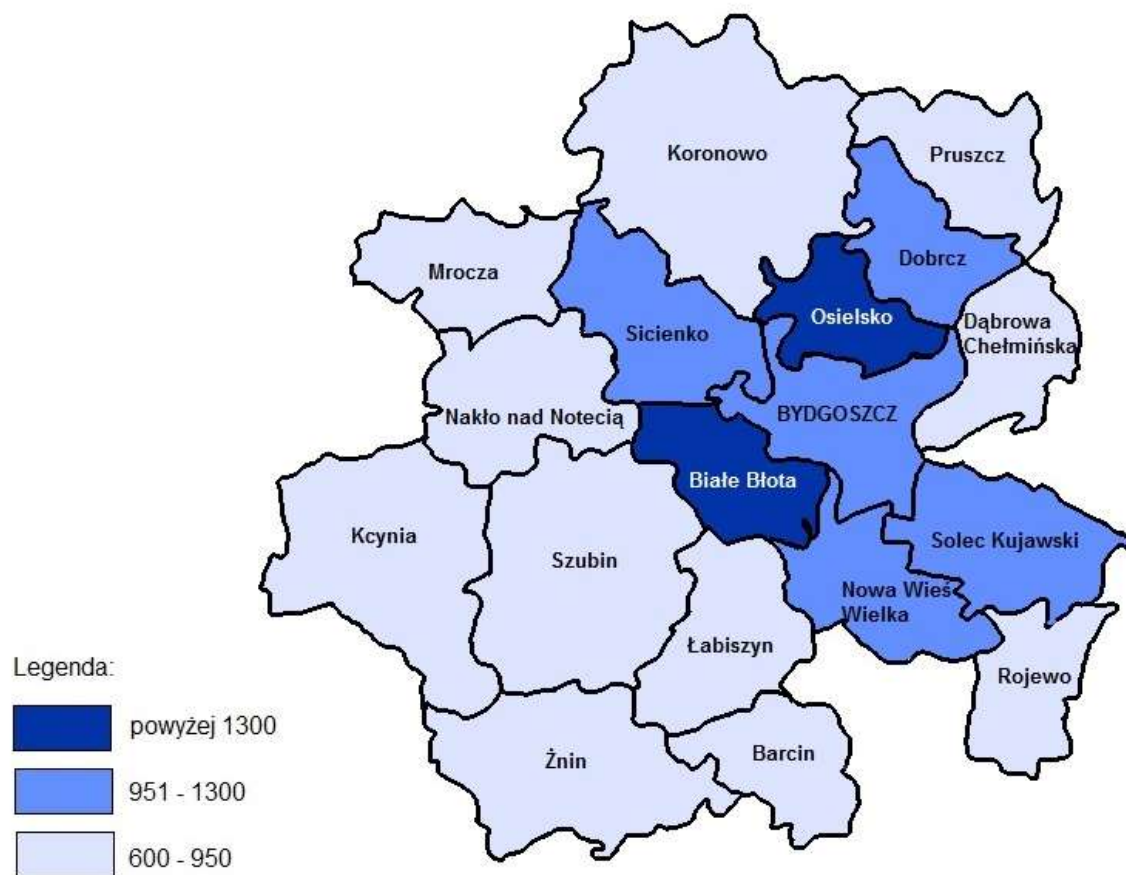 Koronowo
Pruszcz
Dobrcz
Mrocza
Osielsko
Dąbrowa
Chełmińska
Sicienko
Nakło nad Notecią
BYDGOSZCZ
Białe Błota
Kcynia
Szubin
Solec Kujawski
Nowa Wieś
Wielka
Łabiszyn
Rojewo
Żnin
Barcin
Legenda:
powyżej 1300
951 - 1300
600 - 950